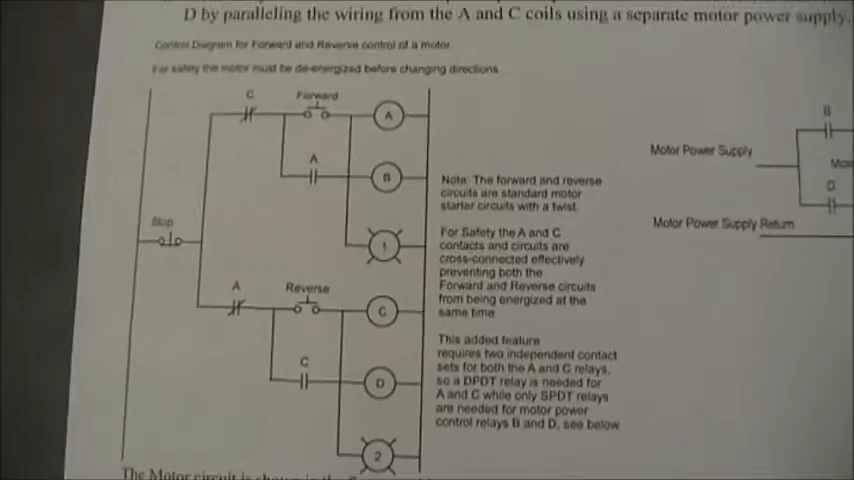 D by paralleling the wiring from the A and C coils using a separate motor power supply.
Control Diagram for Forward and Reverse control of a motor.
For safety the motor must be de-energized before changing directions.
C
Forward
A
A
B
1
Stop
A
Reverse
C
C
D
2
Note: The forward and reverse
circuits are standard motor
starter circuits with a twist.
For Safety the A and C
contacts and circuits are
cross-connected effectively
preventing both the
Forward and Reverse circuits
from being energized at the
same time.
This added feature
requires two independent contact
sets for both the A and C relays,
so a DPDT relay is needed for
A and C while only SPDT relays
are needed for motor power
control relays B and D, see below
B
Motor Power Supply
D
Motor Power Supply Return
The Motor circuit is shown in the